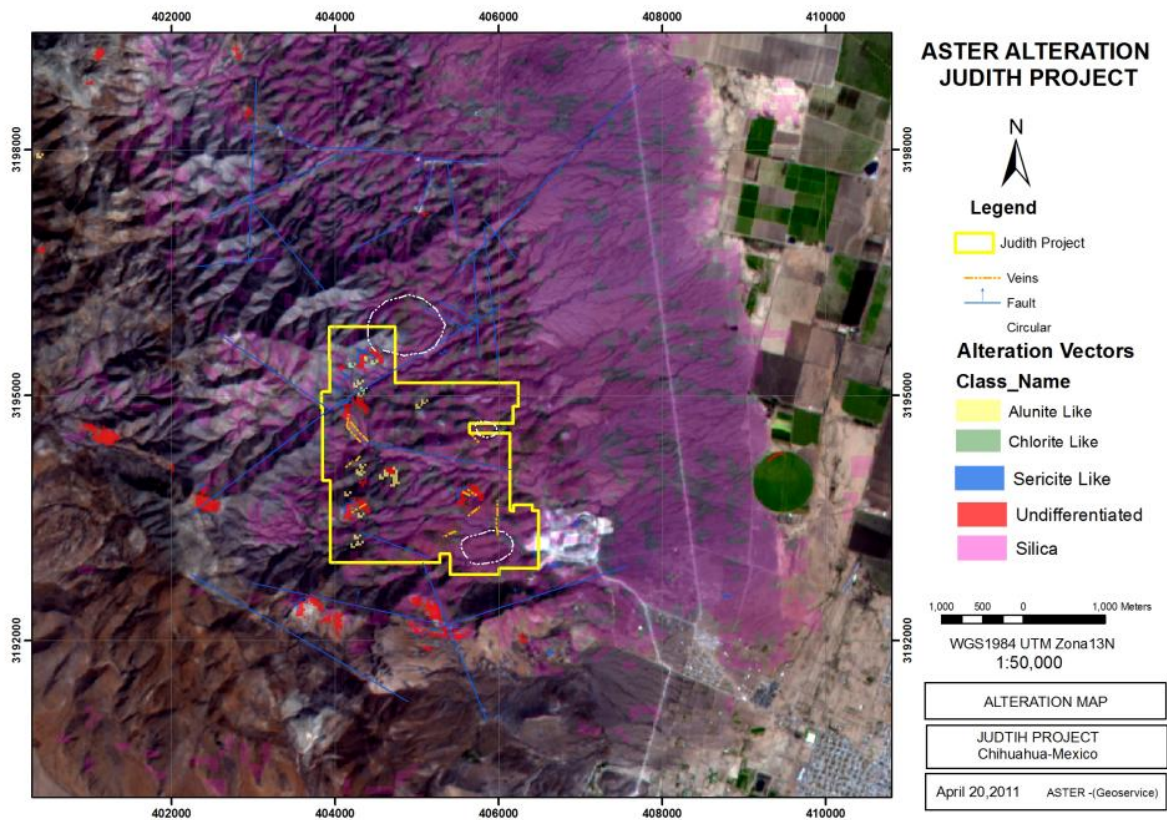 402000 404000 406000 408000 410000
3198000 3198000
3195000 3195000
3192000 3192000
402000 404000 406000 408000 410000
ASTER ALTERATION
JUDITH PROJECT
N
Legend
Judith Project
Veins
Fault
Circular
Alteration Vectors
Class_Name
Alunite Like
Chlorite Like
Sericite Like
Undifferentiated
Silica
1,000 500 0 1,000 Meters
WGS1984 UTM Zona13N
1:50,000
ALTERATION MAP
JUDTIH PROJECT
Chihuahua-Mexico
April 20,2011 ASTER -(Geoservice)